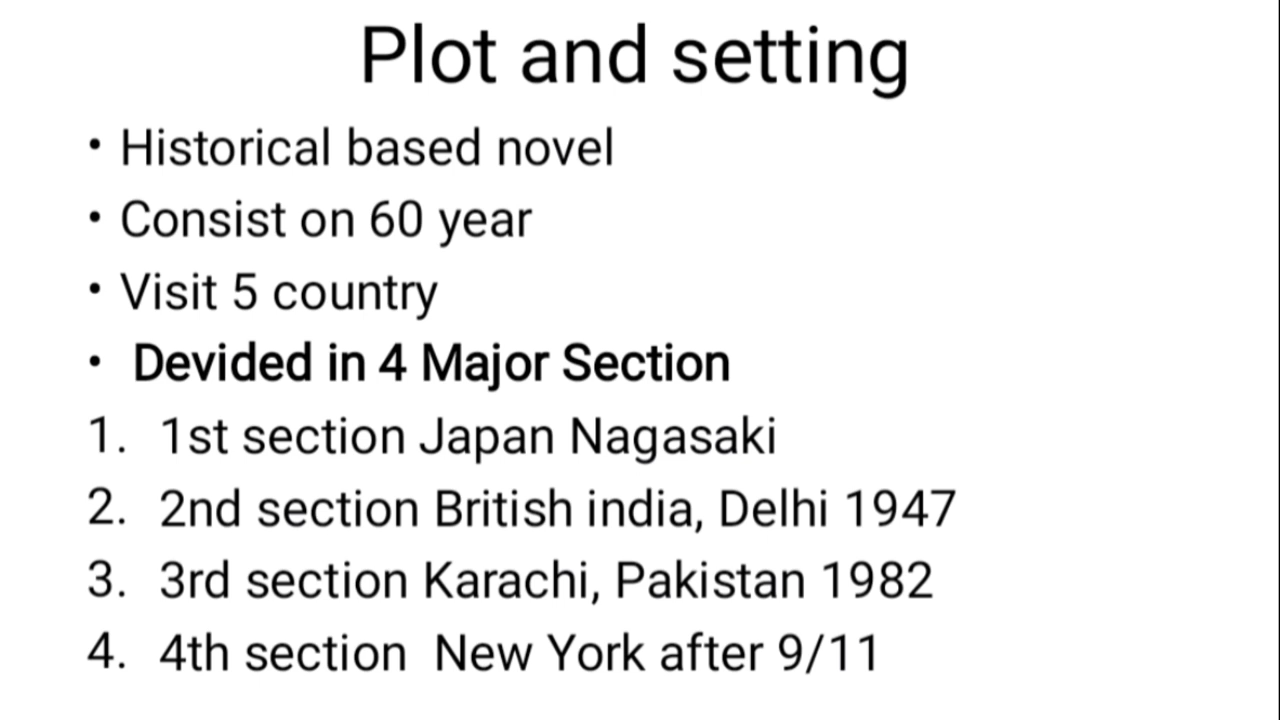 Plot and setting
• Historical based novel
• Consist on 60 year
• Visit 5 country
• Devided in 4 Major Section
1. 1st section Japan Nagasaki
2. 2nd section British india, Delhi 1947
3. 3rd section Karachi, Pakistan 1982
4. 4th section New York after 9/11